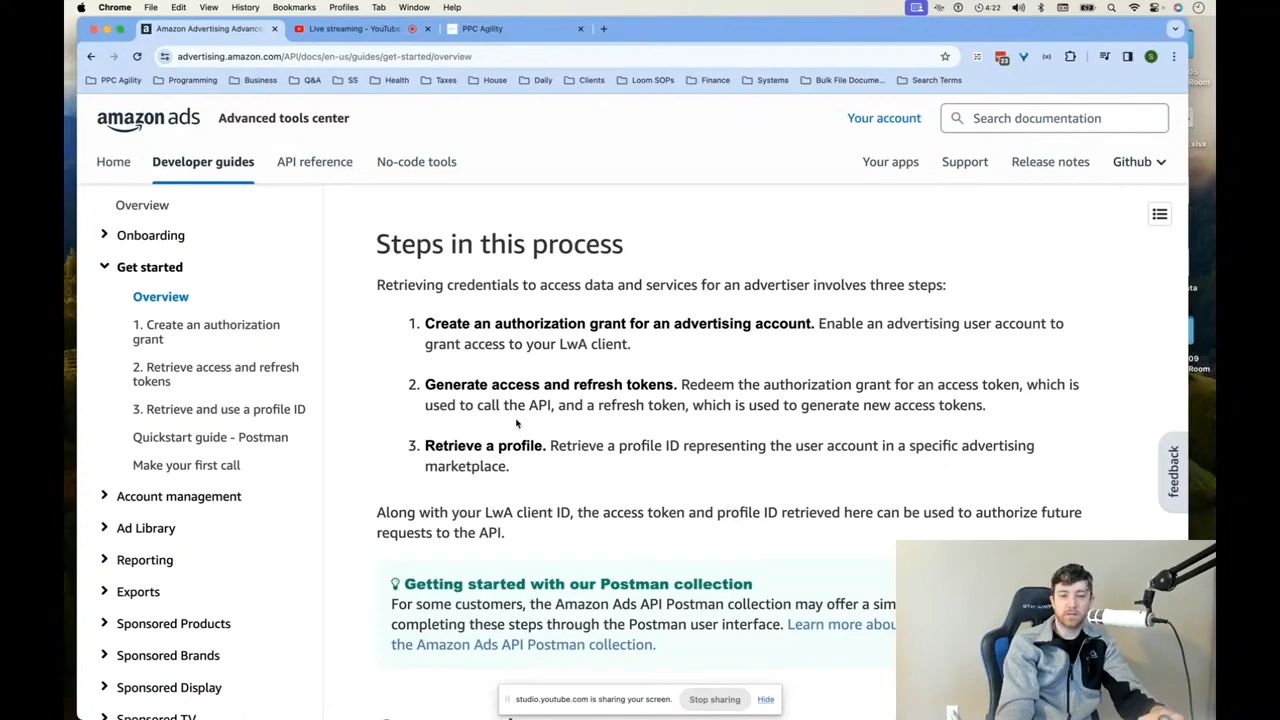 Chrome File Edit View History Bookmarks Profiles Tab Window Help 4:22
Amazon Advertising Advanc Live streaming - YouTube PPC Agility
advertising.amazon.com/API/docs/en-us/guides/get-started/overview
23
S
PPC Agility Programming Business Q&A SS Health Taxes House Daily Clients Loom SOPs Finance Systems Bulk File Docume... Search Terms
05
Room
.xlsx
ata
09
Room
amazon ads Advanced tools center Your account Search documentation
Home Developer guides API reference No-code tools Your apps Support Release notes Github
Overview
Onboarding
Get started
Overview
1. Create an authorization
grant
2. Retrieve access and refresh
tokens
3. Retrieve and use a profile ID
Quickstart guide - Postman
Make your first call
Account management
Ad Library
Reporting
Exports
Sponsored Products
Sponsored Brands
Sponsored Display
Sponsored TV
Steps in this process
Retrieving credentials to access data and services for an advertiser involves three steps:
1. Create an authorization grant for an advertising account. Enable an advertising user account to
grant access to your LwA client.
2. Generate access and refresh tokens. Redeem the authorization grant for an access token, which is
used to call the API, and a refresh token, which is used to generate new access tokens.
3. Retrieve a profile. Retrieve a profile ID representing the user account in a specific advertising
marketplace.
Along with your LwA client ID, the access token and profile ID retrieved here can be used to authorize future
requests to the API.
Getting started with our Postman collection
For some customers, the Amazon Ads API Postman collection may offer a sim
completing these steps through the Postman user interface. Learn more abou
the Amazon Ads API Postman collection.
feedback
studio.youtube.com is sharing your screen. Stop sharing Hide